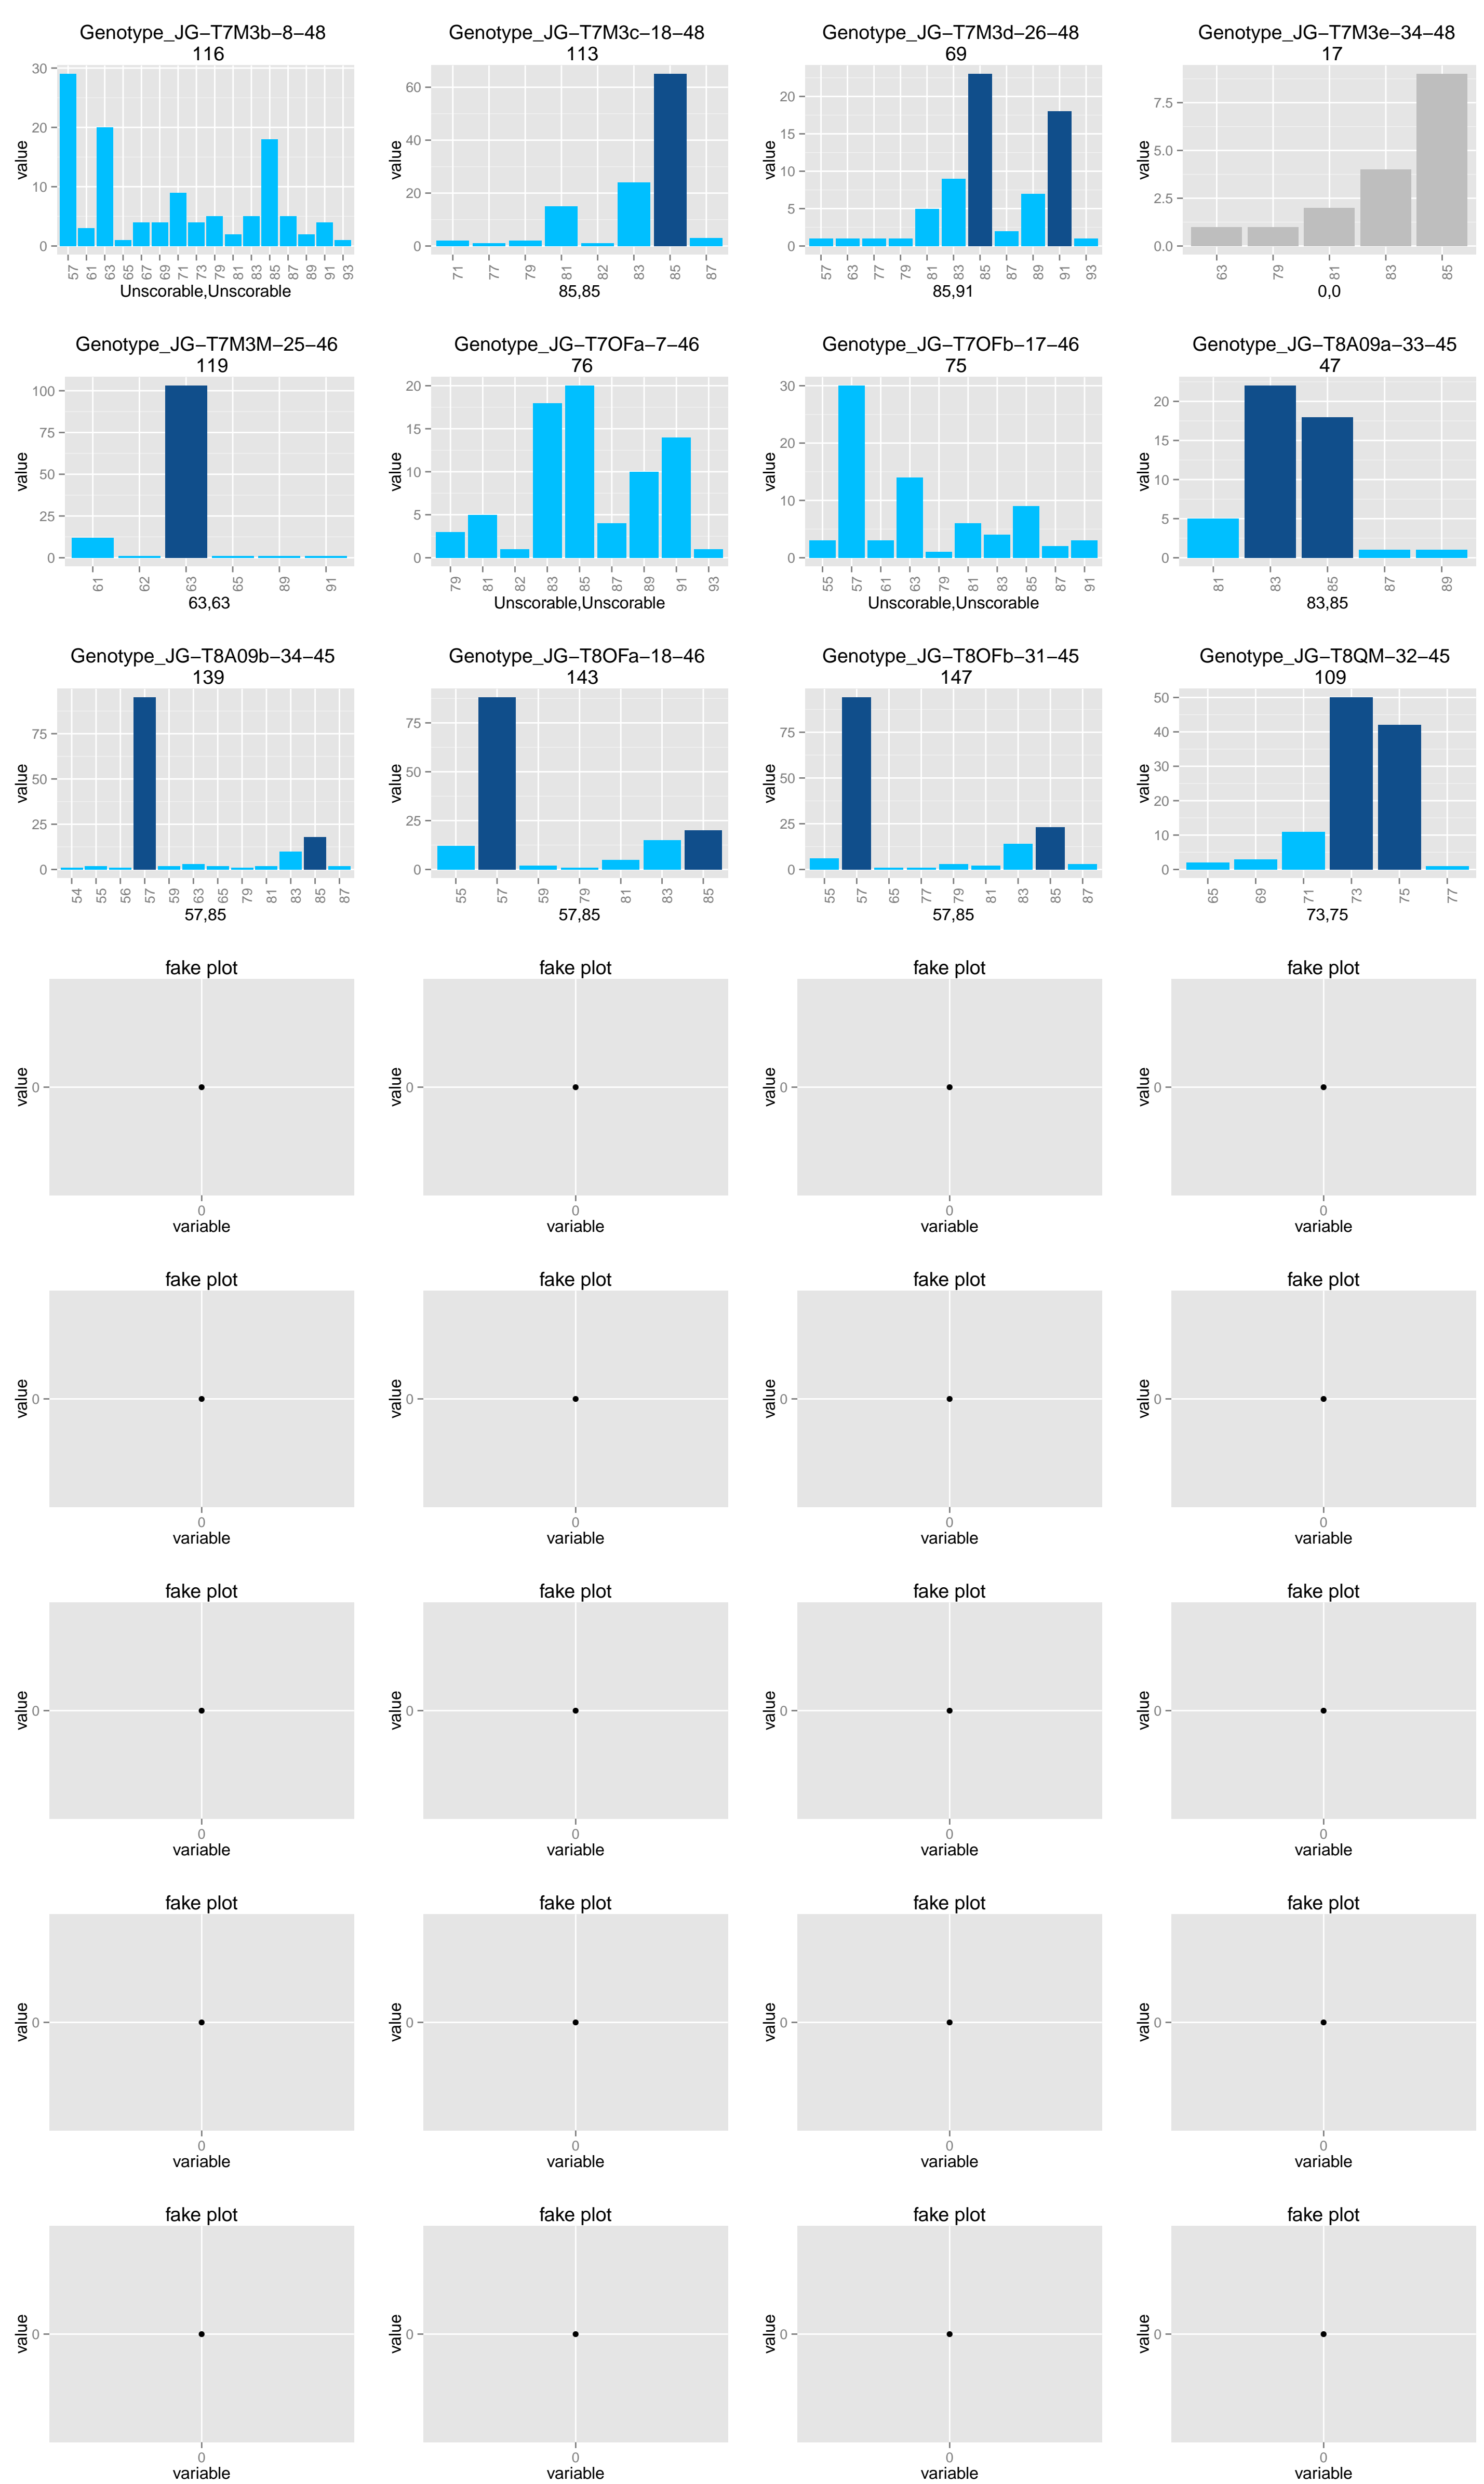 Genotype_JG−T7M3b−8−48
116
value
30
20
10
0
57 61 63 65 67 69 71 73 79 81 83 85 87 89 91 93
Unscorable,Unscorable
Genotype_JG−T7M3c−18−48
113
value
60
40
20
0
71 77 79 81 82 83 85 87
85,85
Genotype_JG−T7M3d−26−48
69
value
20
15
10
5
0
57 63 77 79 81 83 85 87 89 91 93
85,91
Genotype_JG−T7M3e−34−48
17
value
7.5
5.0
2.5
0.0
63 79 81 83 85
0,0
Genotype_JG−T7M3M−25−46
119
value
100
75
50
25
0
61 62 63 65 89 91
63,63
Genotype_JG−T7OFa−7−46
76
value
20
15
10
5
0
79 81 82 83 85 87 89 91 93
Unscorable,Unscorable
Genotype_JG−T7OFb−17−46
75
value
30
20
10
0
55 57 61 63 79 81 83 85 87 91
Unscorable,Unscorable
Genotype_JG−T8A09a−33−45
47
value
20
15
10
5
0
81 83 85 87 89
83,85
Genotype_JG−T8A09b−34−45
139
value
75
50
25
0
54 55 56 57 59 63 65 79 81 83 85 87
57,85
Genotype_JG−T8OFa−18−46
143
value
75
50
25
0
55 57 59 79 81 83 85
57,85
Genotype_JG−T8OFb−31−45
147
value
75
50
25
0
55 57 65 77 79 81 83 85 87
57,85
Genotype_JG−T8QM−32−45
109
value
50
40
30
20
10
0
65 69 71 73 75 77
73,75
fake plot fake plot fake plot fake plot
value 0 value 0 value 0 value 0
0 0 0 0
variable variable variable variable
fake plot fake plot fake plot fake plot
value 0 value 0 value 0 value 0
0 0 0 0
variable variable variable variable
fake plot fake plot fake plot fake plot
value 0 value 0 value 0 value 0
0 0 0 0
variable variable variable variable
fake plot fake plot fake plot fake plot
value 0 value 0 value 0 value 0
0 0 0 0
variable variable variable variable
fake plot fake plot fake plot fake plot
value 0 value 0 value 0 value 0
0 0 0 0
variable variable variable variable